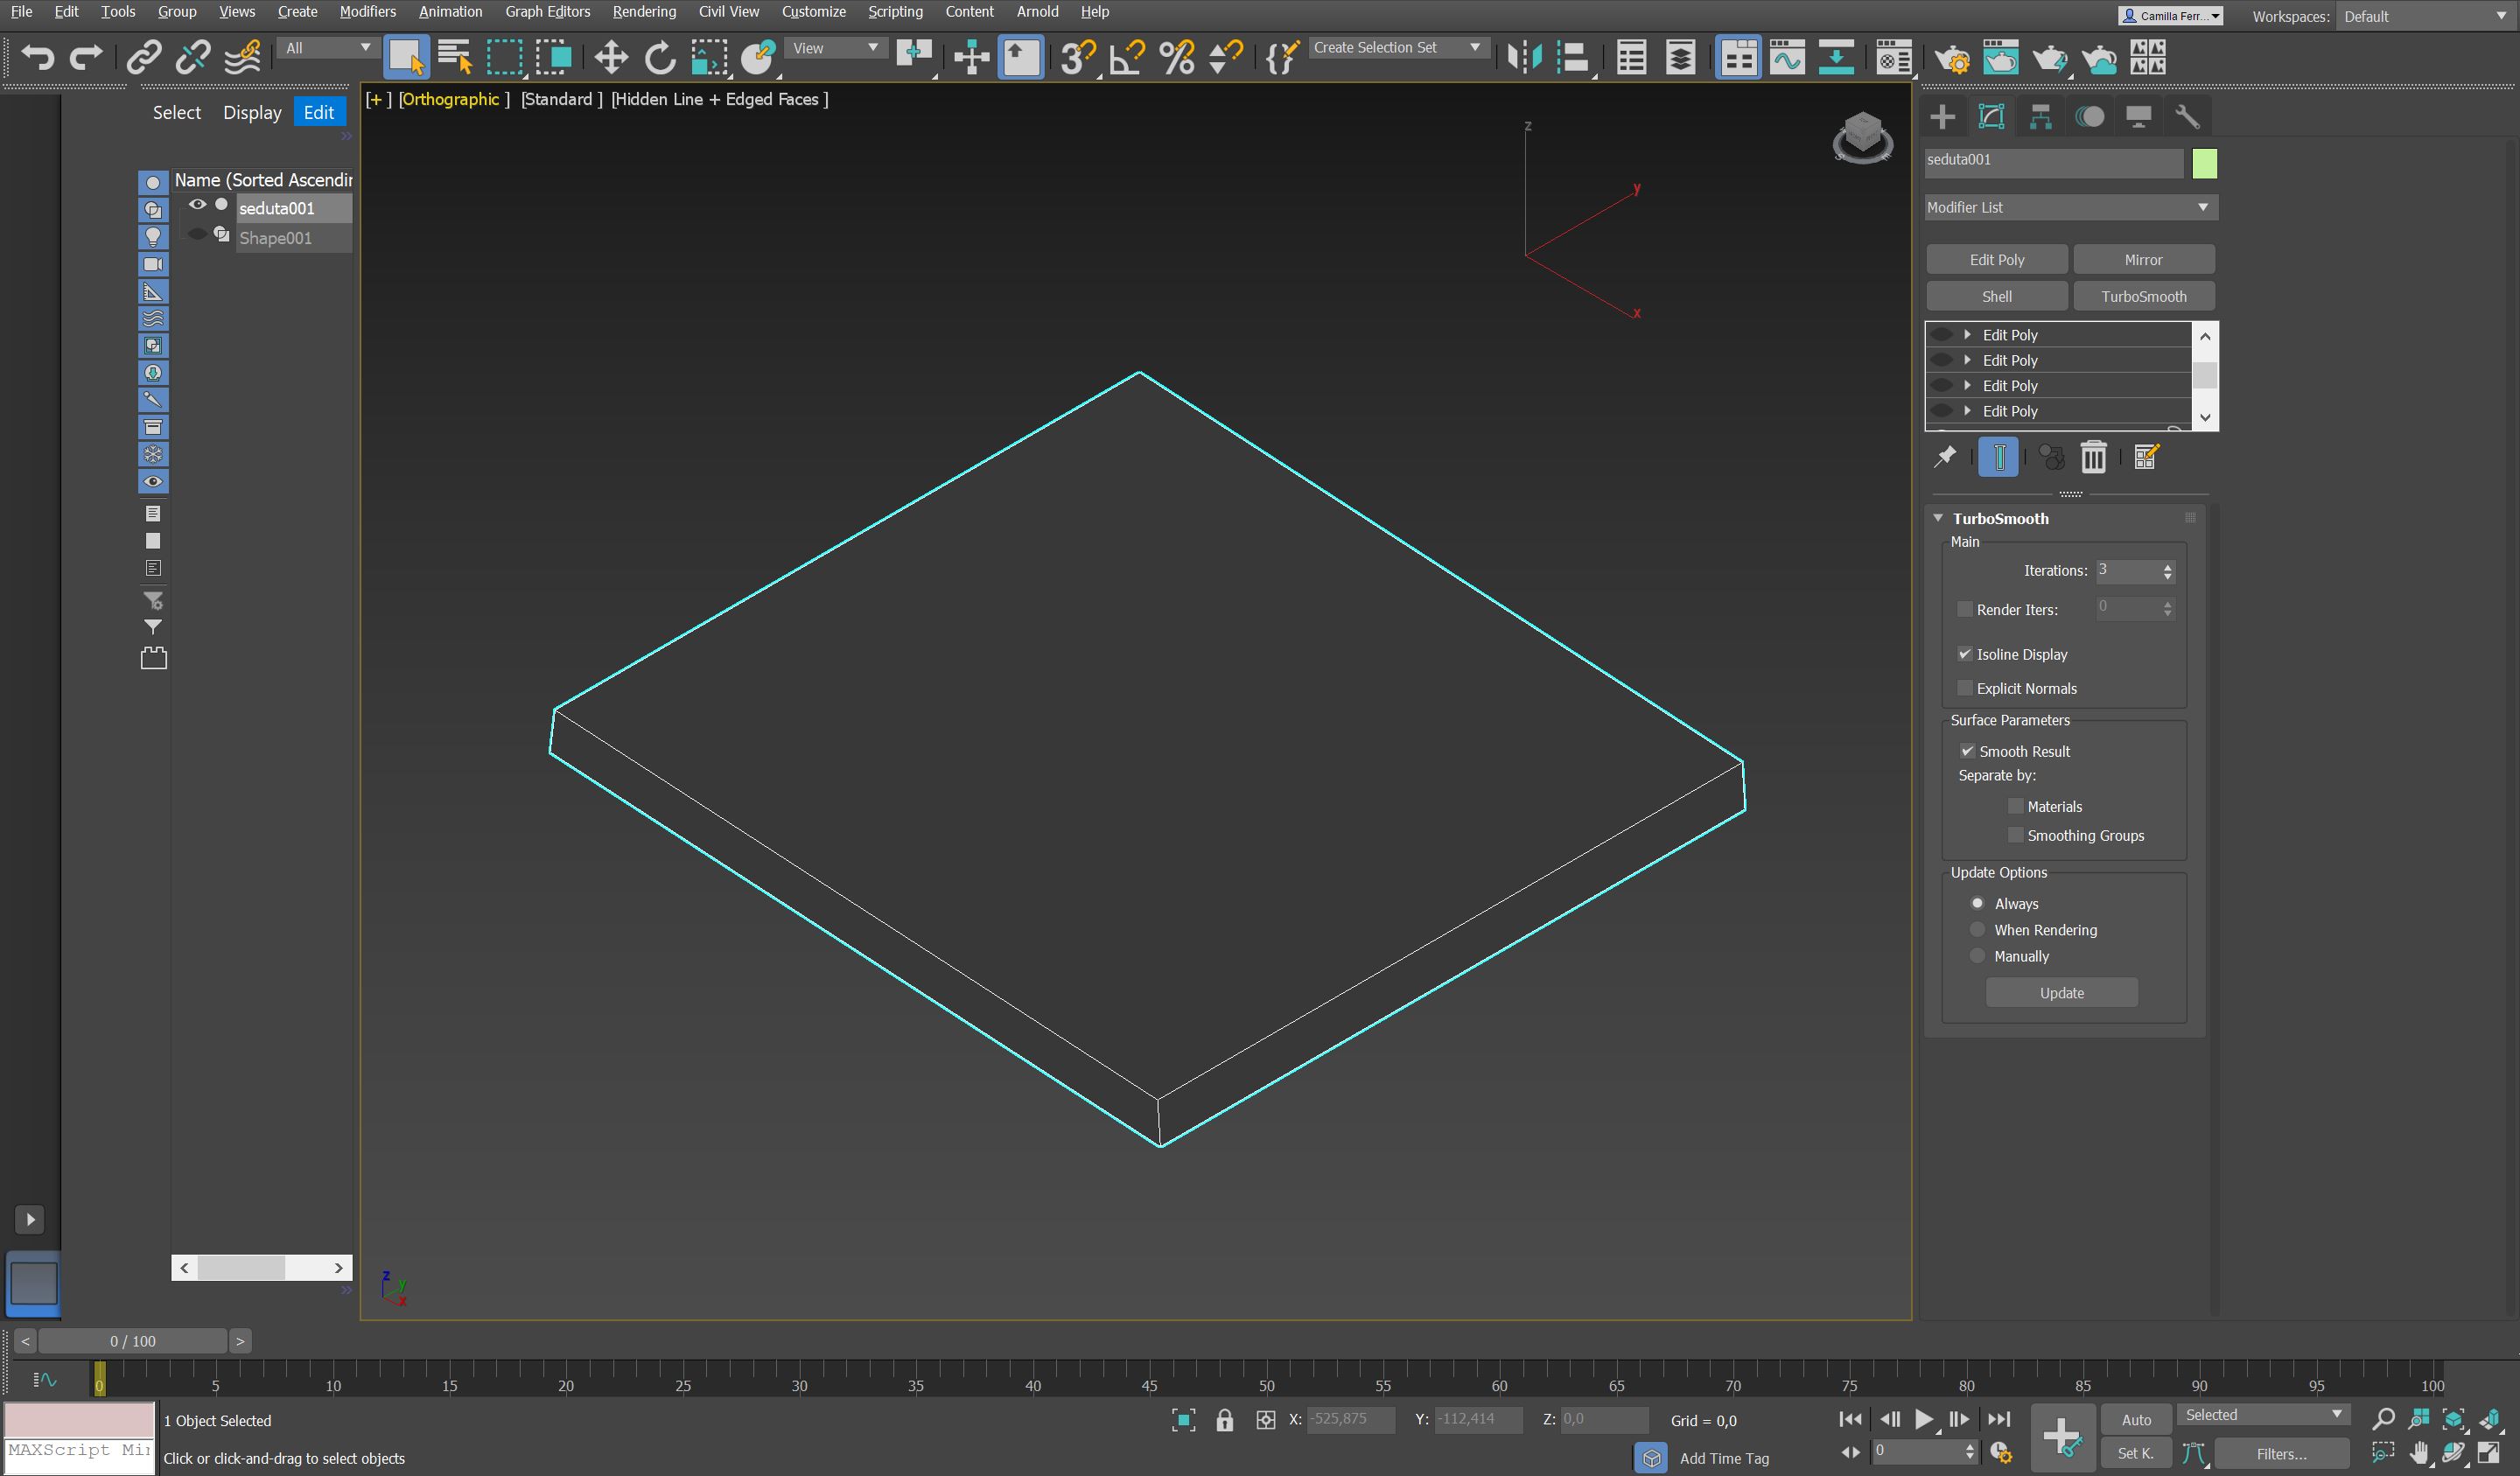 File Edit Tools Group Views Create Modifiers Animation Graph Editors Rendering Civil View Customize Scripting Content Arnold Help
Camilla Ferr...
Workspaces: Default
All
View
Create Selection Set
Select Display Edit
[+ ] [Orthographic ] [Standard ] [Hidden Line + Edged Faces ]
Name (Sorted Ascendin
seduta001
Shape001
z
y
x
seduta001
Modifier List
Edit Poly Mirror
Shell TurboSmooth
Edit Poly
Edit Poly
Edit Poly
Edit Poly
TurboSmooth
Main
Iterations: 3
Render Iters: 0
Isoline Display
Explicit Normals
Surface Parameters
Smooth Result
Separate by:
Materials
Smoothing Groups
Update Options
Always
When Rendering
Manually
Update
z
y
x
< 0 / 100 >
0 5 10 15 20 25 30 35 40 45 50 55 60 65 70 75 80 85 90 95 100
1 Object Selected
X: -525,875 Y: -112,414 Z: 0,0 Grid = 0,0
Auto Selected
MAXScript Mi
Click or click-and-drag to select objects
Add Time Tag
0
Set K. Filters...